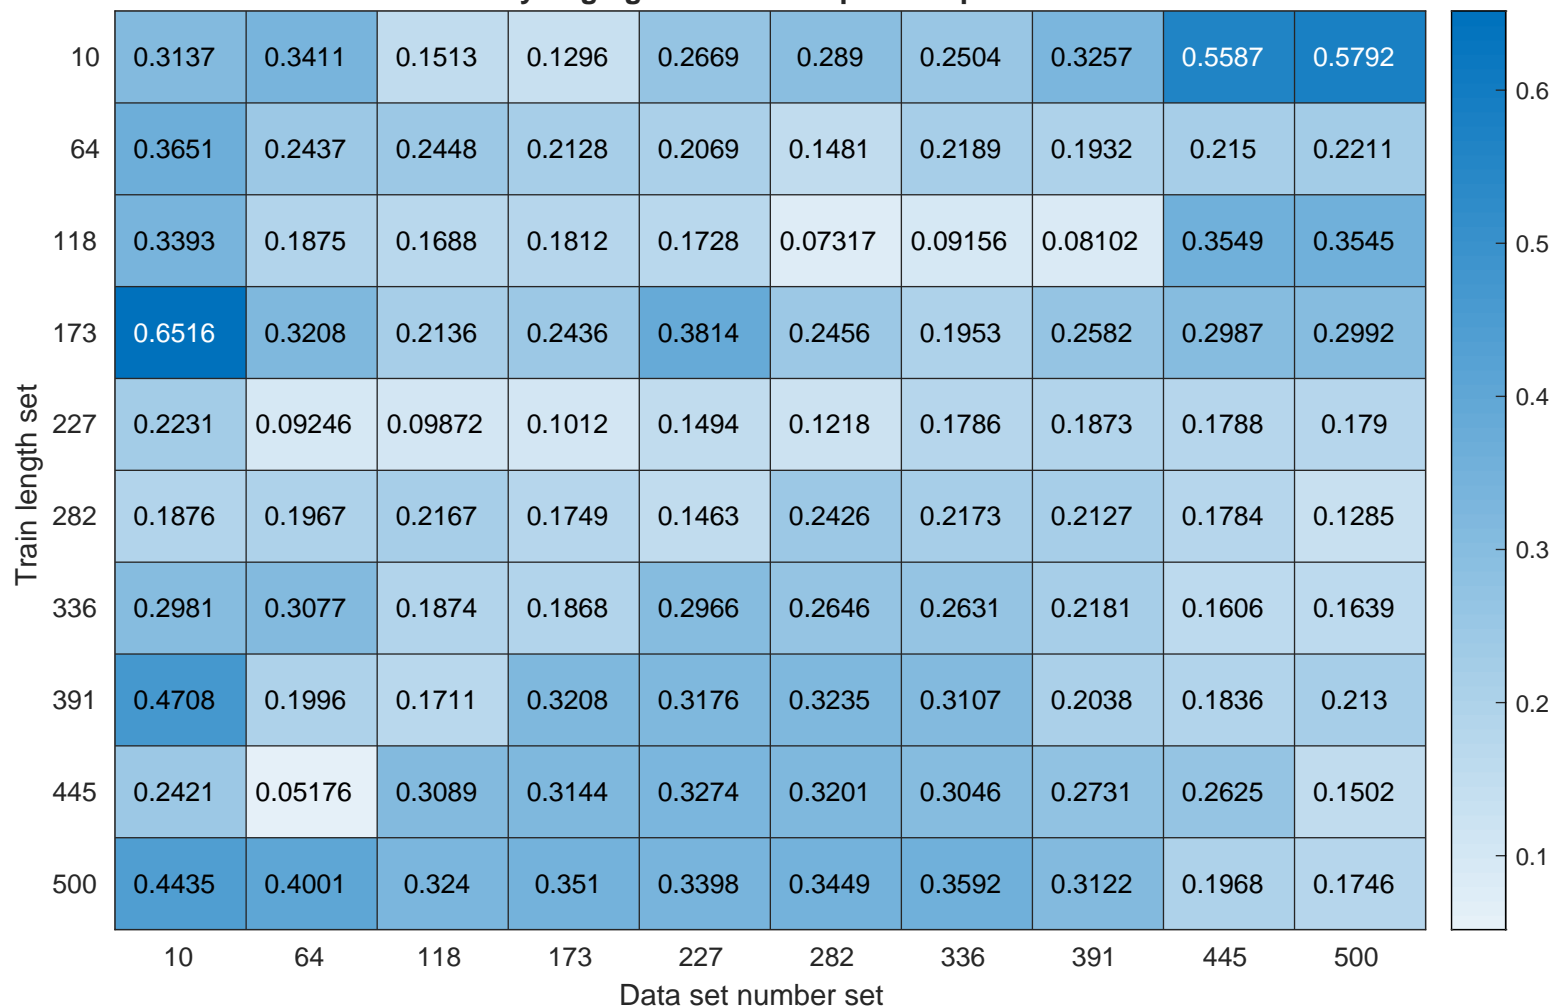 10 0.3137 0.3411 0.1513 0.1296 0.2669 0.289 0.2504 0.3257 0.5587 0.5792
64 0.3651 0.2437 0.2448 0.2128 0.2069 0.1481 0.2189 0.1932 0.215 0.2211
118 0.3393 0.1875 0.1688 0.1812 0.1728 0.07317 0.09156 0.08102 0.3549 0.3545
173 0.6516 0.3208 0.2136 0.2436 0.3814 0.2456 0.1953 0.2582 0.2987 0.2992
227 0.2231 0.09246 0.09872 0.1012 0.1494 0.1218 0.1786 0.1873 0.1788 0.179
282 0.1876 0.1967 0.2167 0.1749 0.1463 0.2426 0.2173 0.2127 0.1784 0.1285
336 0.2981 0.3077 0.1874 0.1868 0.2966 0.2646 0.2631 0.2181 0.1606 0.1639
391 0.4708 0.1996 0.1711 0.3208 0.3176 0.3235 0.3107 0.2038 0.1836 0.213
445 0.2421 0.05176 0.3089 0.3144 0.3274 0.3201 0.3046 0.2731 0.2625 0.1502
500 0.4435 0.4001 0.324 0.351 0.3398 0.3449 0.3592 0.3122 0.1968 0.1746
10 64 118 173 227 282 336 391 445 500
Data set number set
Train length set
0.6
0.5
0.4
0.3
0.2
0.1